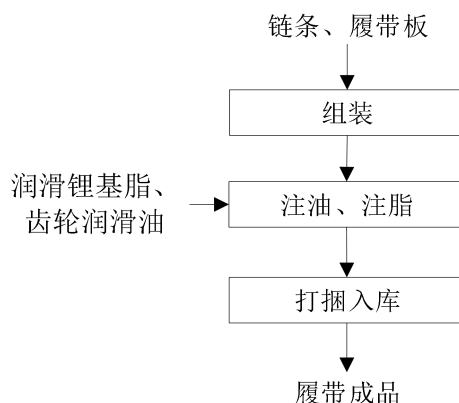 链条、履带板
组装
润滑锂基脂、
齿轮润滑油
注油、注脂
打捆入库
履带成品